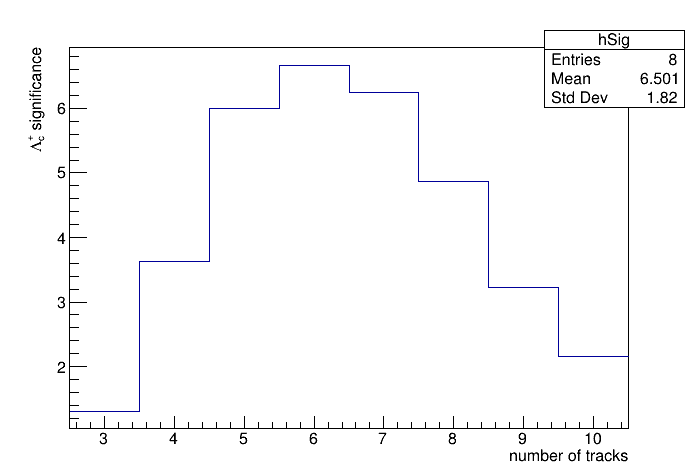 hSig
Entries 8
Mean 6.501
Std Dev 1.82
Λc+ significance
6
5
4
3
2
3 4 5 6 7 8 9 10
number of tracks